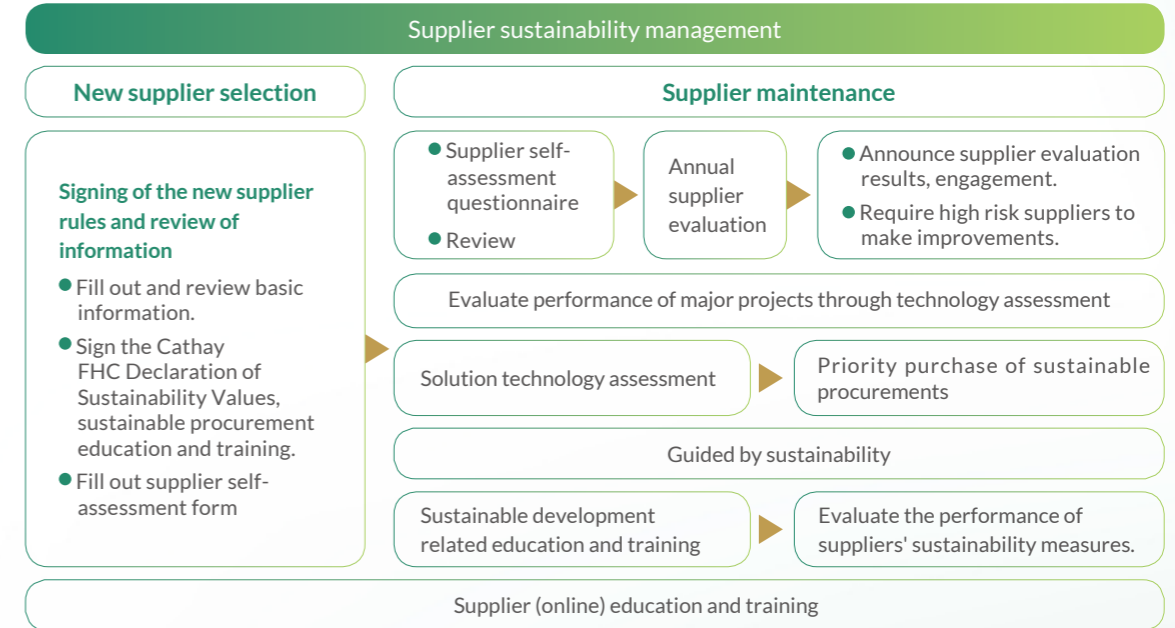 Supplier sustainability management
New supplier selection
Signing of the new supplier
rules and review of
information
Fill out and review basic
information.
Sign the Cathay
FHC Declaration of
Sustainability Values,
sustainable procurement
education and training.
Fill out supplier self-
assessment form
Supplier maintenance
Supplier self-
assessment
questionnaire
Review
Annual
supplier
evaluation
Announce supplier evaluation
results, engagement.
Require high risk suppliers to
make improvements.
Evaluate performance of major projects through technology assessment
Solution technology assessment
Priority purchase of sustainable
procurements
Guided by sustainability
Sustainable development
related education and training
Evaluate the performance of
suppliers' sustainability measures.
Supplier (online) education and training